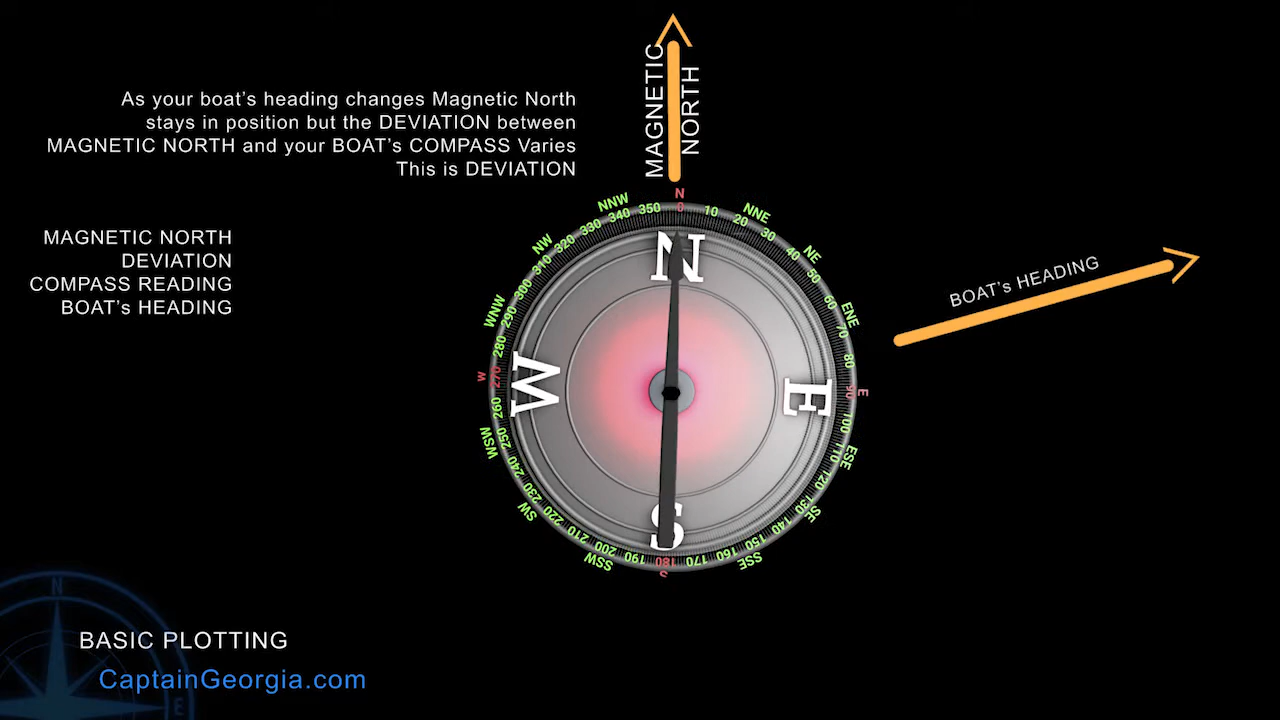 MAGNETIC
NORTH
As your boat's heading changes Magnetic North
stays in position but the DEVIATION between
MAGNETIC NORTH and your BOAT's COMPASS Varies
This is DEVIATION
MAGNETIC NORTH
DEVIATION
COMPASS READING
BOAT's HEADING
BOAT's HEADING
N
NNE
NE
ENE
E
ESE
SE
SSE
S
SSW
SW
WSW
W
WNW
NW
NNW
0
10
20
30
40
50
60
70
80
90
100
110
120
130
140
150
160
170
180
190
200
210
220
230
240
250
260
270
280
290
300
310
320
330
340
350
N
E
S
W
N
E
BASIC PLOTTING
CaptainGeorgia.com